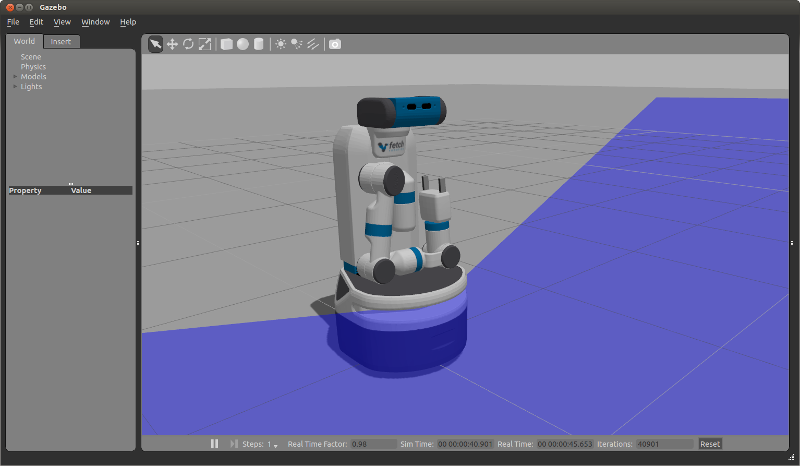 Gazebo
File Edit View Window Help
World Insert
Scene
Physics
Models
Lights
Property Value
fetch
Steps: 1 Real Time Factor: 0.98 Sim Time: 00 00:00:40.901 Real Time: 00 00:00:45.653 Iterations: 40901 Reset